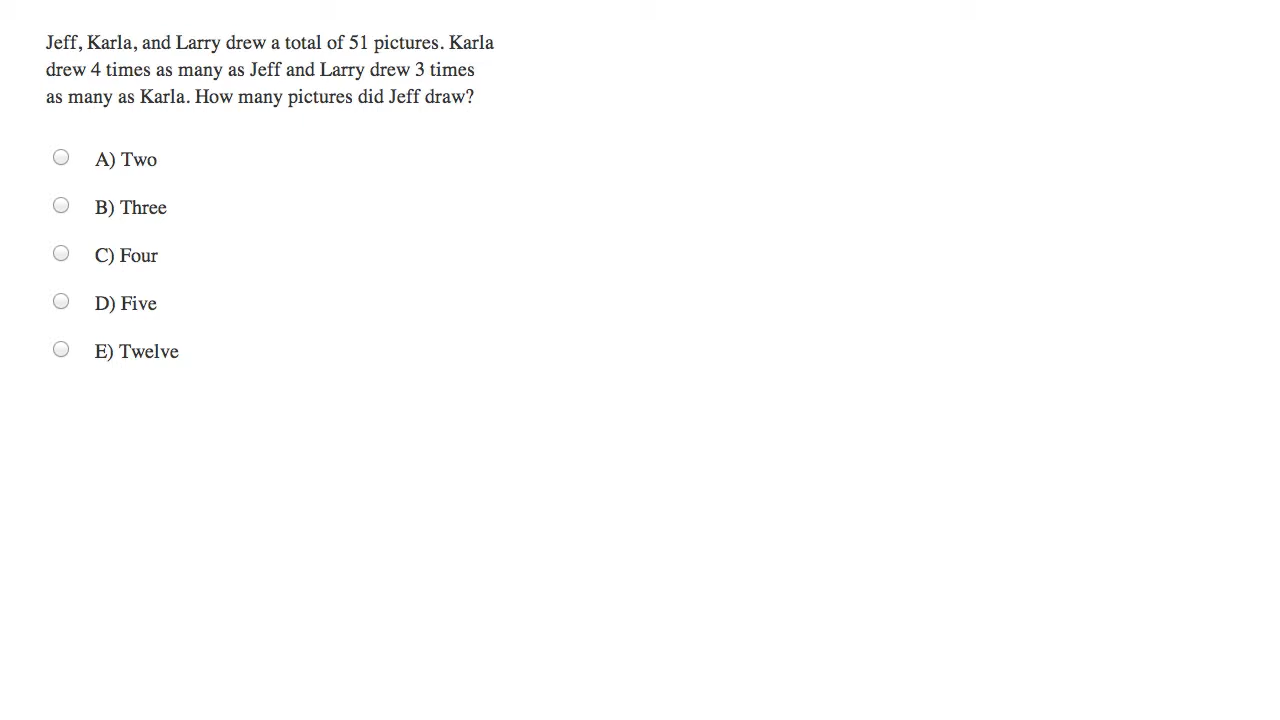 Jeff, Karla, and Larry drew a total of 51 pictures. Karla
drew 4 times as many as Jeff and Larry drew 3 times
as many as Karla. How many pictures did Jeff draw?
A) Two
B) Three
C) Four
D) Five
E) Twelve